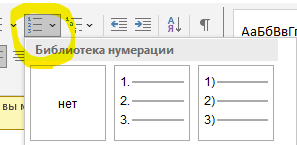 АаБбВвГг
Библиотека нумерации
вы
нет
1.
2.
3.
1)
2)
3)